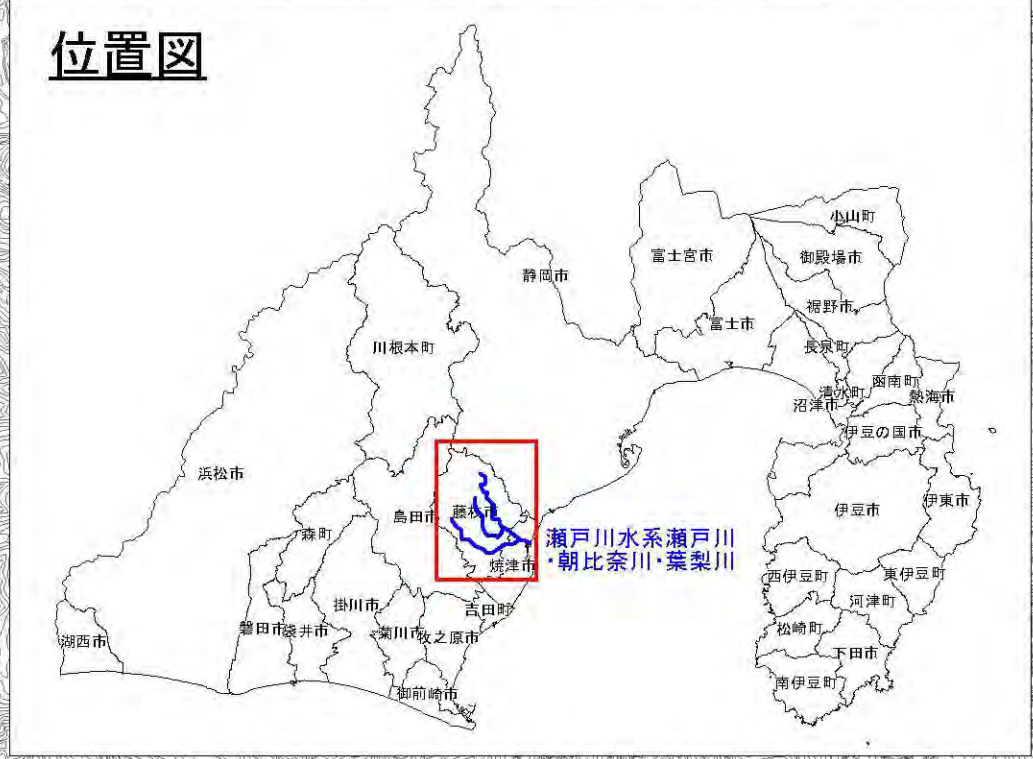 位置図
小山町
富士宮市
御殿場市
静岡市
裾野市
富士市
長泉町
川根本町
函南町
清水町
熱海市
沼津市
伊豆の国市
浜松市
伊東市
伊豆市
藤枝市
島田市
森町
瀬戸川水系瀬戸川
・朝比奈川・葉梨川
焼津市
西伊豆町
東伊豆町
掛川市
吉田町
河津町
磐田市
袋井市
菊川市
牧之原市
松崎町
湖西市
下田市
南伊豆町
御前崎市